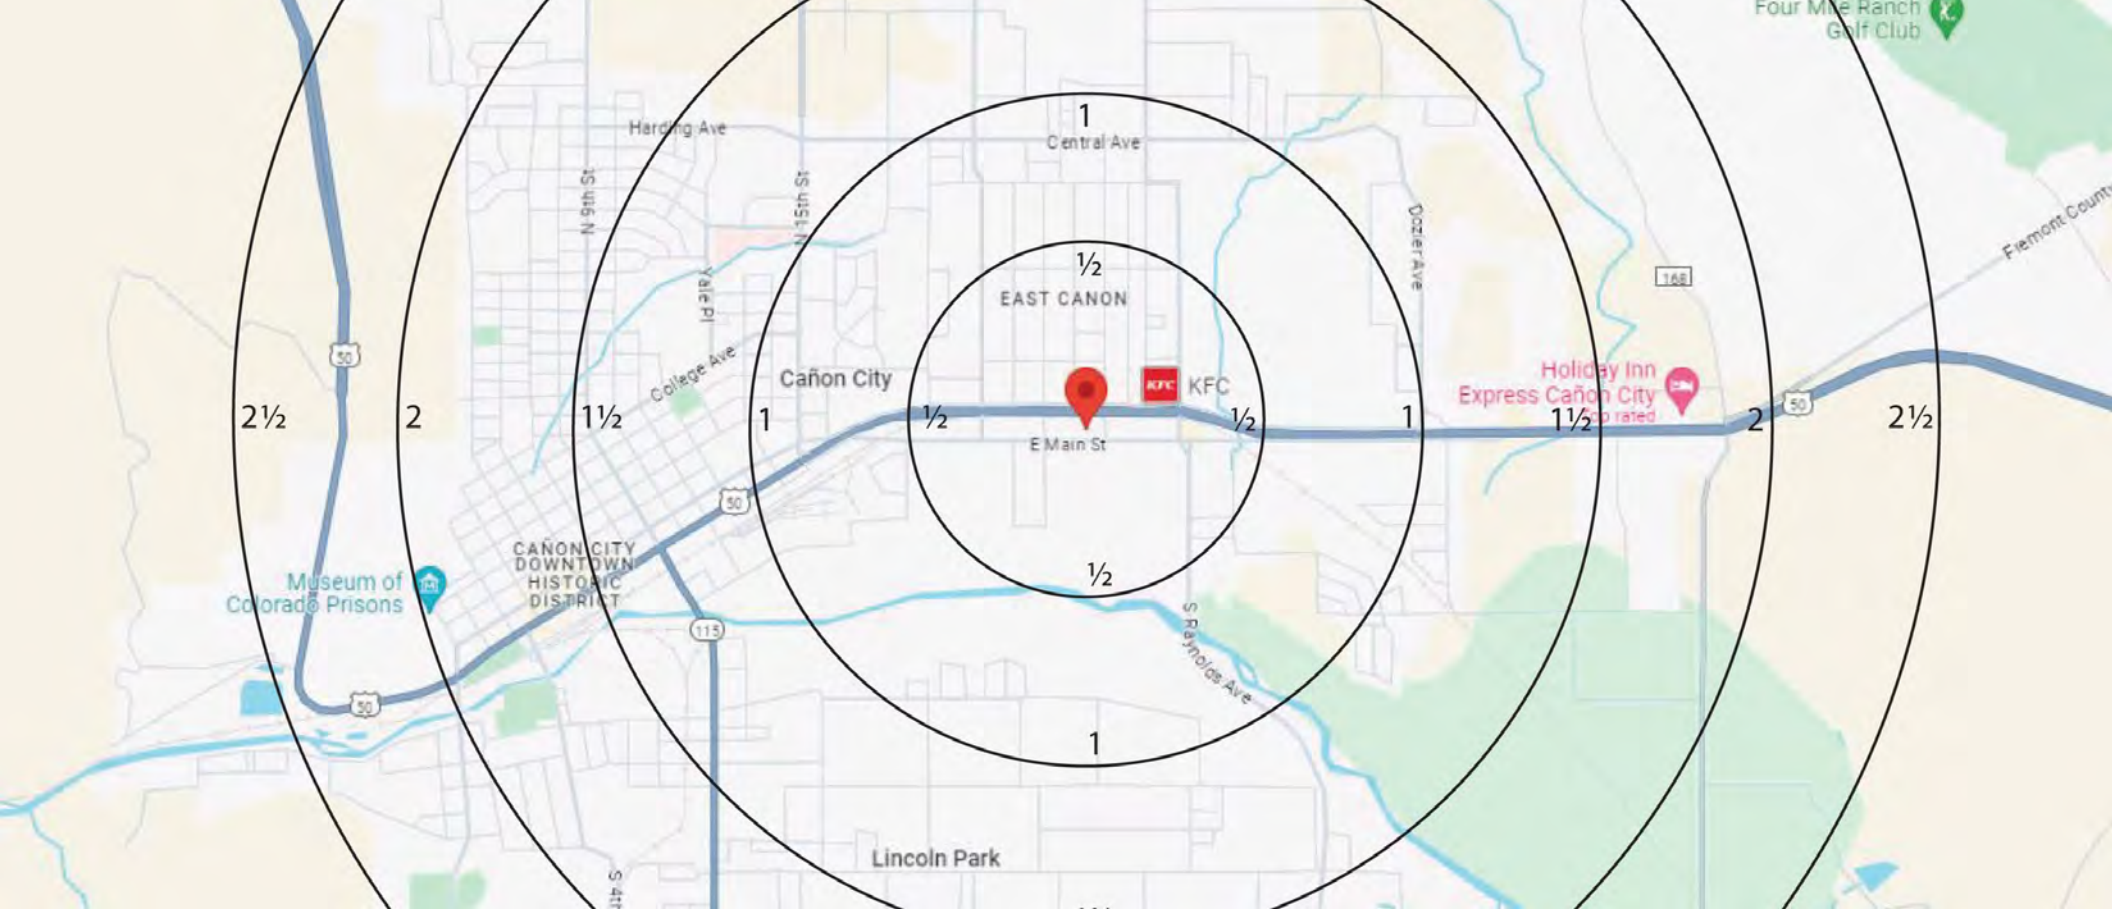 Four Mile Ranch
Golf Club
1
Harding Ave
Central Ave
N 9th St
N 15th St
Dozier Ave
Fremont County
½
EAST CANON
168
Yale Pl
50
College Ave
Cañon City
KFC
KFC
Holiday Inn
Express Cañon City
Top rated
2½
2
1½
1
½
½
1
1½
2
50
2½
E Main St
50
CAÑON CITY
DOWNTOWN
HISTORIC
DISTRICT
Museum of
Colorado Prisons
½
115
S Raynolds Ave
50
1
Lincoln Park